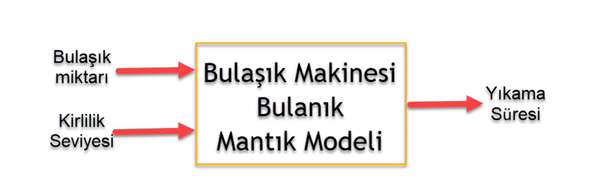 Bulaşık
miktarı
Kirlilik
Seviyesi
Bulaşık Makinesi
Bulanık
Mantık Modeli
Yıkama
Süresi